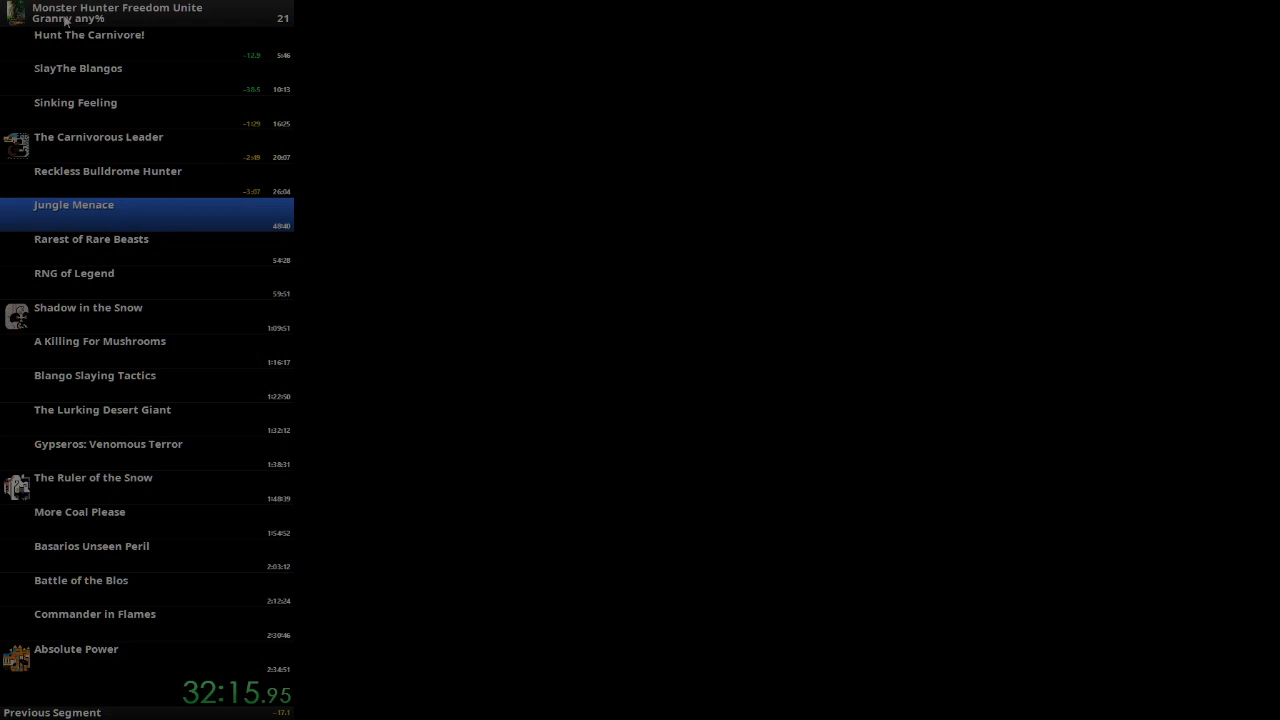 Monster Hunter Freedom Unite
Granny any% 21
Hunt The Carnivore!
-12.9 5:46
SlayThe Blangos
-38.5 10:13
Sinking Feeling
-1:29 16:25
The Carnivorous Leader
-2:49 20:07
Reckless Bulldrome Hunter
-3:07 26:04
Jungle Menace
48:40
Rarest of Rare Beasts
54:28
RNG of Legend
59:51
Shadow in the Snow
1:09:51
A Killing For Mushrooms
1:16:17
Blango Slaying Tactics
1:22:50
The Lurking Desert Giant
1:32:12
Gypseros: Venomous Terror
1:38:31
The Ruler of the Snow
1:48:39
More Coal Please
1:54:52
Basarios Unseen Peril
2:03:12
Battle of the Blos
2:12:24
Commander in Flames
2:30:46
Absolute Power
2:34:51
32:15.95
Previous Segment -17.1